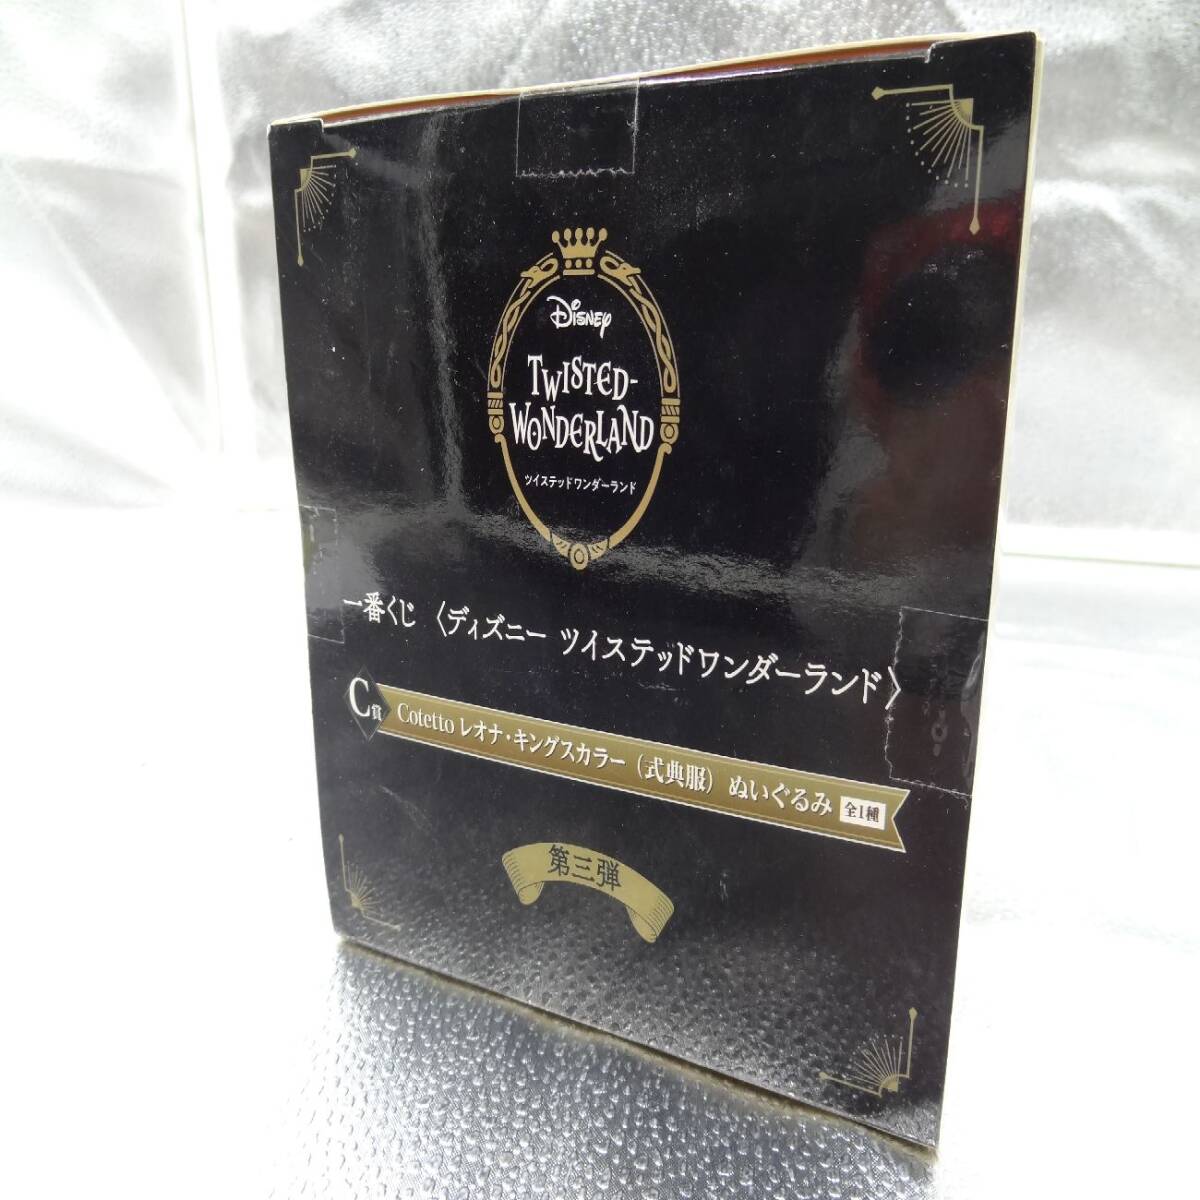 Disney
TWISTED-
WONDERLAND
ツイステッドワンダーランド
一番くじ 〈ディズニー ツイステッドワンダーランド〉
C賞 Cotetto レオナ・キングスカラー（式典服） ぬいぐるみ 全1種
第三弾